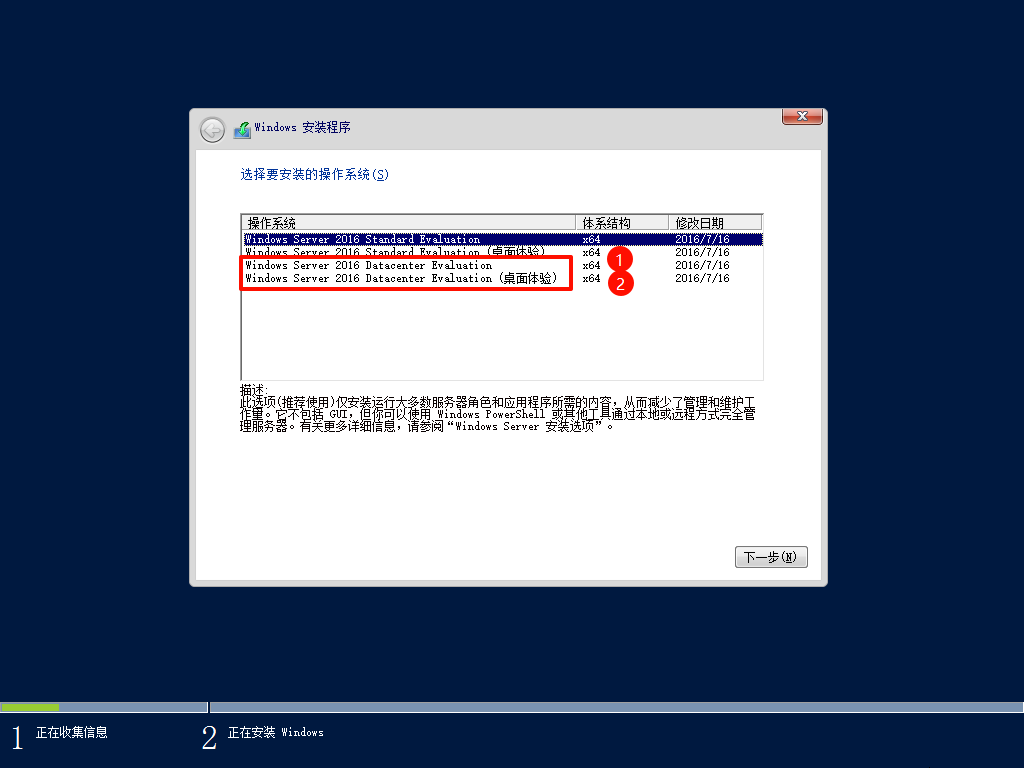 Windows 安装程序
选择要安装的操作系统(S)
操作系统 体系结构 修改日期
Windows Server 2016 Standard Evaluation x64 2016/7/16
Windows Server 2016 Standard Evaluation (桌面体验) x64 2016/7/16
Windows Server 2016 Datacenter Evaluation x64 1 2016/7/16
Windows Server 2016 Datacenter Evaluation (桌面体验) x64 2 2016/7/16
描述:
此选项(推荐使用)仅安装运行大多数服务器角色和应用程序所需的内容，从而减少了管理和维护工
作量。它不包括 GUI，但你可以使用 Windows PowerShell 或其他工具通过本地或远程方式完全管
理服务器。有关更多详细信息，请参阅“Windows Server 安装选项”。
下一步(N)
1 正在收集信息 2 正在安装 Windows